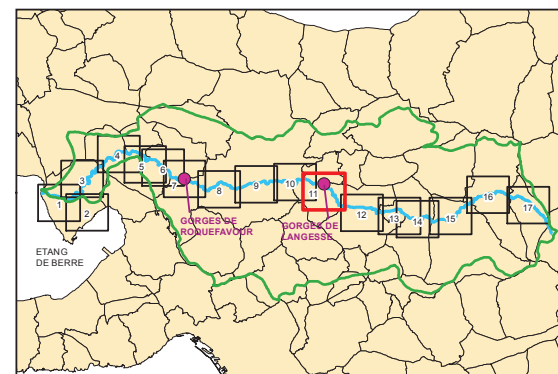 4
5
6
3
7
8
9
10
11
1
2
12
13
14
15
16
17
GORGES DE
ROQUEFAVOUR
GORGES DE
LANGESSE
ETANG
DE BERRE